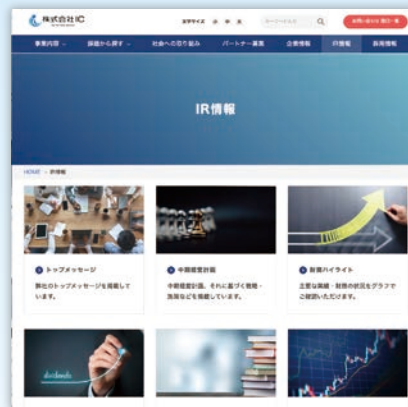 株式会社 IC
文字サイズ 小 中 大
事業内容
課題から探す
社会への取り組み
パートナー募集
企業情報
IR情報
採用情報
IR情報
HOME > IR情報
トップメッセージ
弊社のトップメッセージを掲載して
います。
中期経営計画
中期経営計画、それに基づく戦略・
施策などを掲載しています。
財務ハイライト
主要な業績・財務の状況をグラフで
ご確認いただけます。
dividends